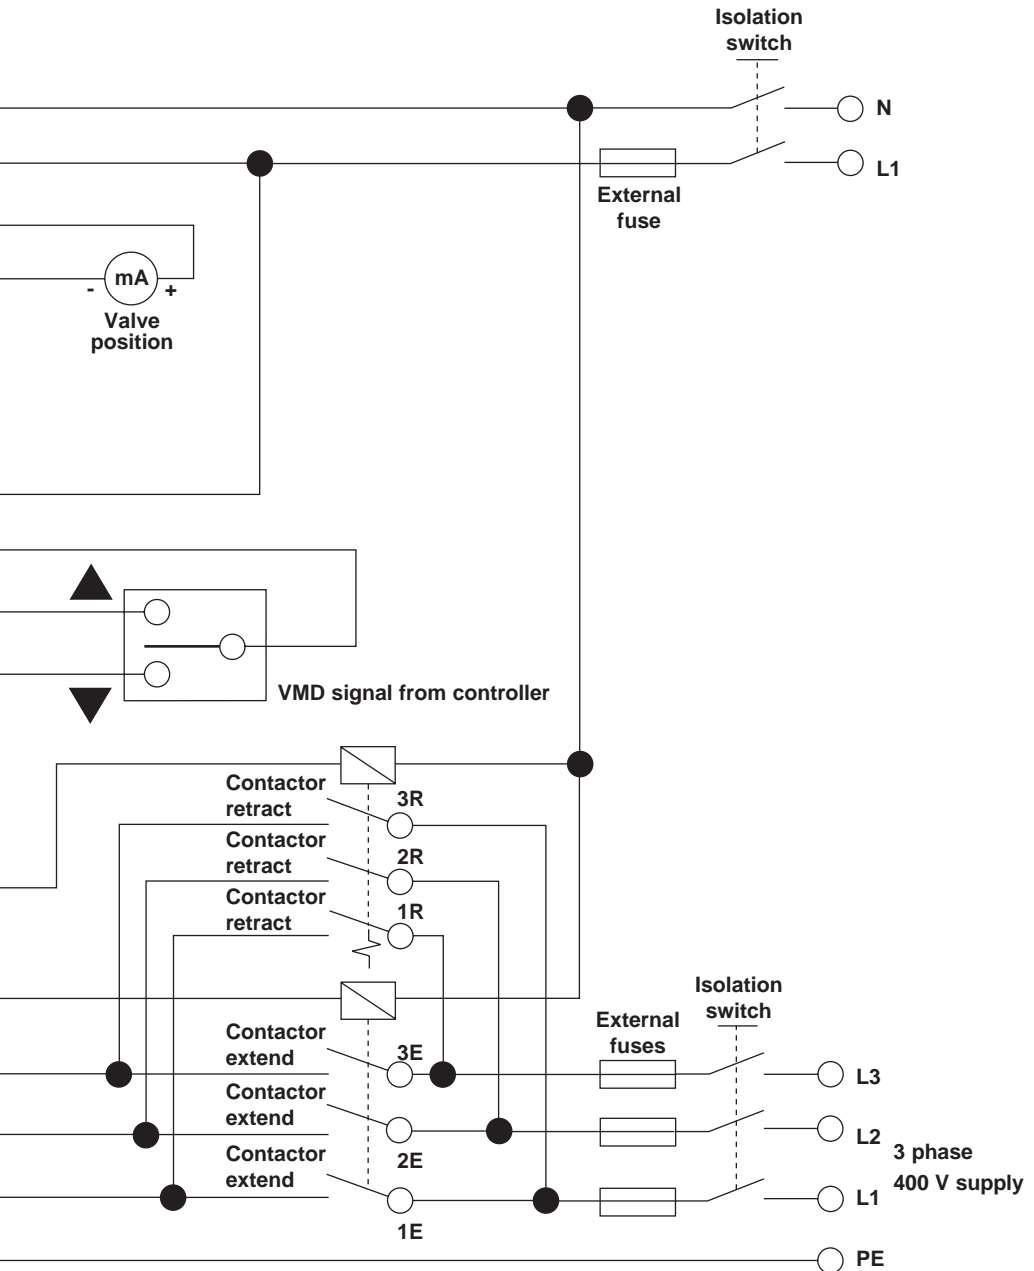 Isolation
switch
N
L1
External
fuse
mA
- +
Valve
position
VMD signal from controller
Contactor
retract
3R
Contactor
retract
2R
Contactor
retract
1R
Isolation
switch
External
fuses
Contactor
extend
3E
L3
Contactor
extend
2E
L2
3 phase
400 V supply
Contactor
extend
1E
L1
PE